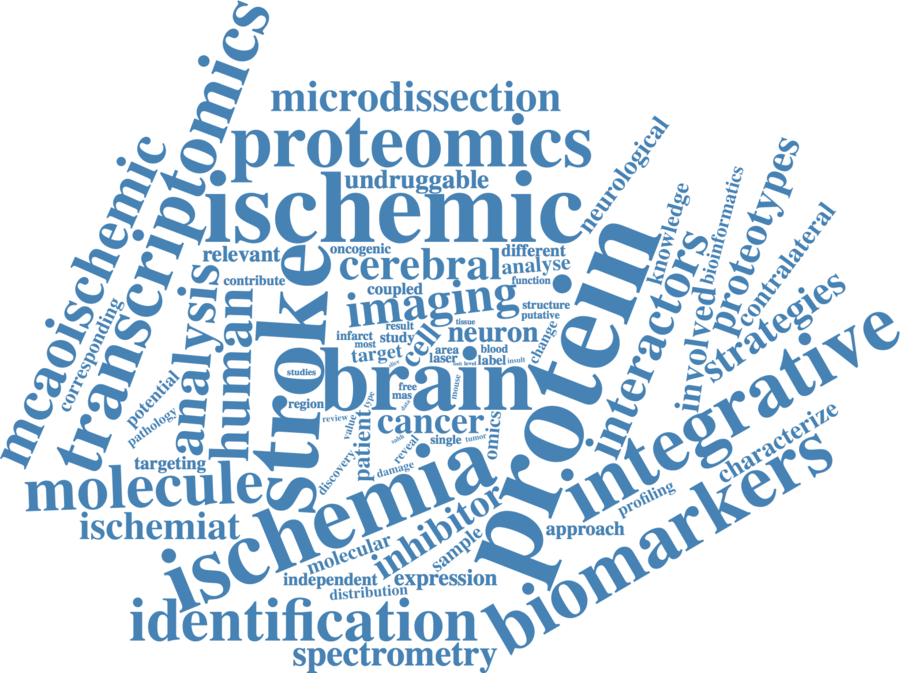 transcriptomics
microdissection
proteomics
undruggable
ischemic
neurological
mcaoischemic
relevant
oncogenic
cerebral
different
analyse
knowledge
bioinformatics
proteotypes
contralateral
contribute
coupled
function
imaging
structure
putative
protein
interactors
involved
strategies
corresponding
analysis
human
stroke
result
tissue
infarct
most
study
cell
neuron
change
target
area
laser
blood
label
insult
level
studies
brain
integrative
potential
pathology
region
free
mas
data
mouse
type
review
value
patient
cancer
omics
reveal
single
tumor
characterize
targeting
discovery
damage
molecule
ischemia
inhibitor
profiling
biomarkers
ischemiat
molecular
sample
approach
independent
expression
distribution
identification
spectrometry